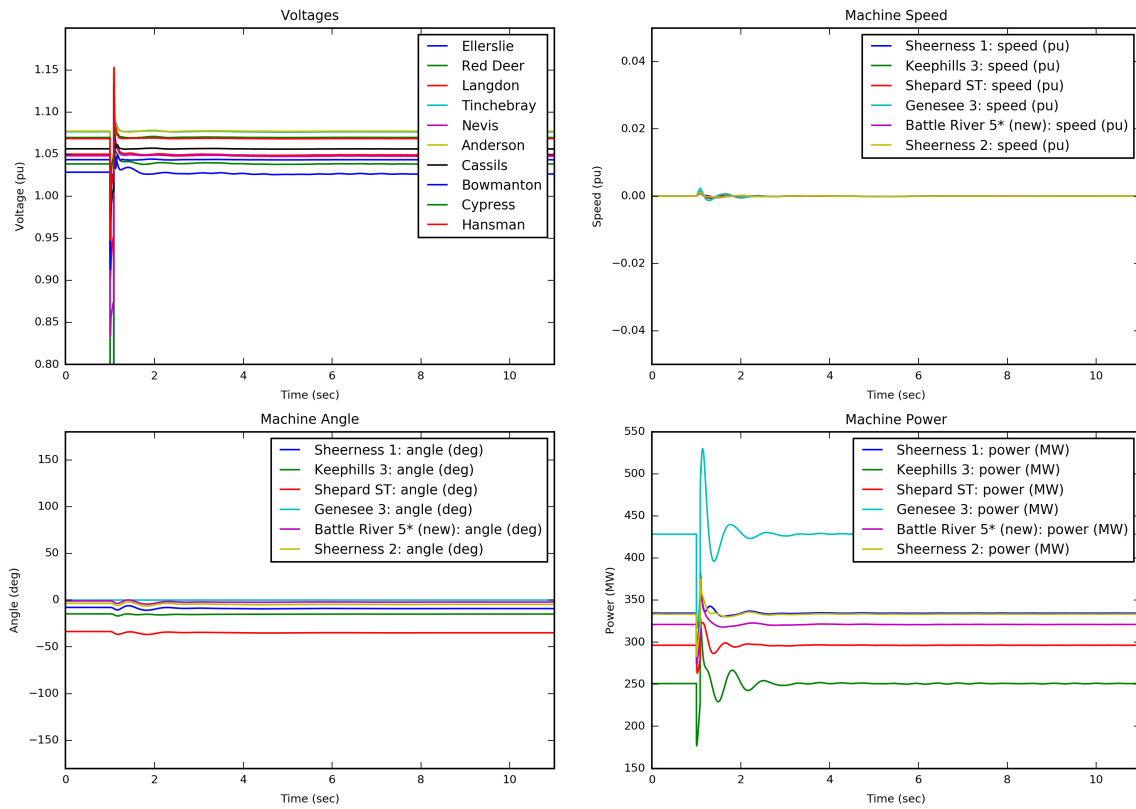 Voltages
Voltage (pu)
1.15
1.10
1.05
1.00
0.95
0.90
0.85
0.80
Ellerslie
Red Deer
Langdon
Tinchebray
Nevis
Anderson
Cassils
Bowmanton
Cypress
Hansman
0 2 4 6 8 10
Time (sec)
Machine Speed
Speed (pu)
0.04
0.02
0.00
−0.02
−0.04
Sheerness 1: speed (pu)
Keephills 3: speed (pu)
Shepard ST: speed (pu)
Genesee 3: speed (pu)
Battle River 5* (new): speed (pu)
Sheerness 2: speed (pu)
0 2 4 6 8 10
Time (sec)
Machine Angle
Angle (deg)
150
100
50
0
−50
−100
−150
Sheerness 1: angle (deg)
Keephills 3: angle (deg)
Shepard ST: angle (deg)
Genesee 3: angle (deg)
Battle River 5* (new): angle (deg)
Sheerness 2: angle (deg)
0 2 4 6 8 10
Time (sec)
Machine Power
Power (MW)
550
500
450
400
350
300
250
200
150
Sheerness 1: power (MW)
Keephills 3: power (MW)
Shepard ST: power (MW)
Genesee 3: power (MW)
Battle River 5* (new): power (MW)
Sheerness 2: power (MW)
0 2 4 6 8 10
Time (sec)